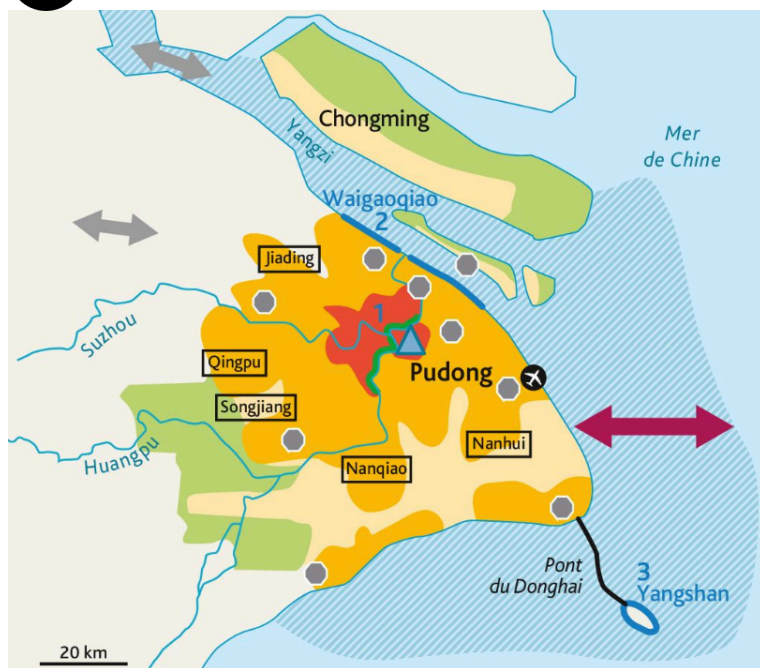 Chongming
Yangzi
Mer
de Chine
Waigaoqiao
2
Jiading
1
Suzhou
Qingpu
Pudong
Songjiang
Huangpu
Nanhui
Nanqiao
Pont
du Donghai
3
Yangshan
20 km